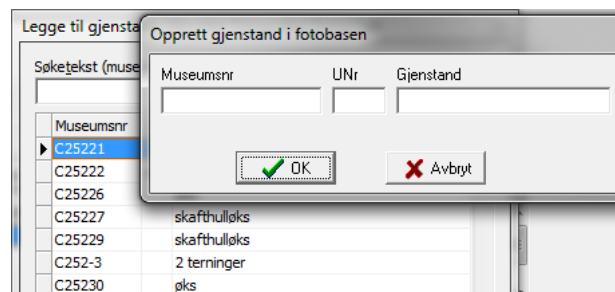 Legge til gjensta
Opprett gjenstand i fotobasen
Søketekst (muse
Museumsnr UNr Gjenstand
Museumsnr
C25221
OK Avbryt
C25222
C25226
C25227 skafthulløks
C25229 skafthulløks
C252-3 2 terninger
C25230 øks